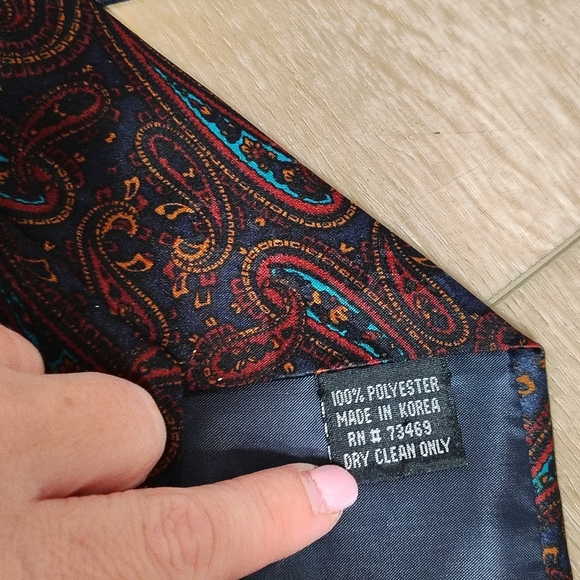 100% POLYESTER
MADE IN KOREA
RN # 73469
DRY CLEAN ONLY